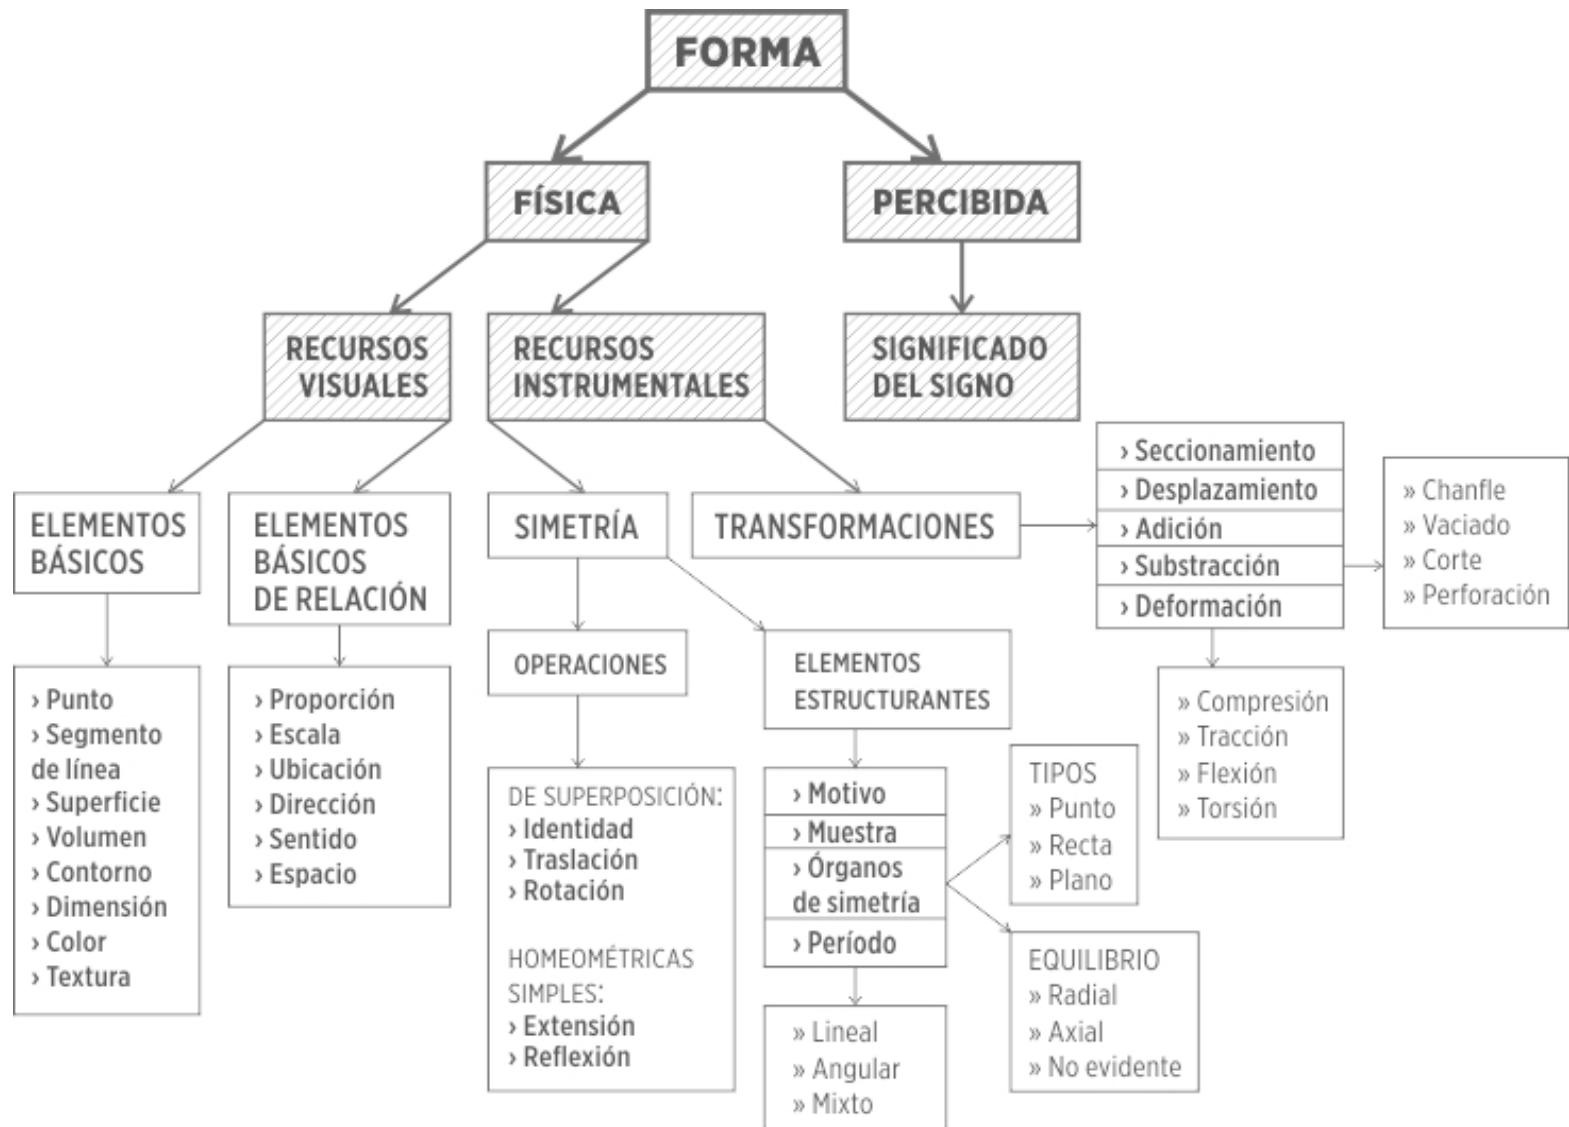 FORMA
FÍSICA
PERCIBIDA
RECURSOS
VISUALES
RECURSOS
INSTRUMENTALES
SIGNIFICADO
DEL SIGNO
ELEMENTOS
BÁSICOS
ELEMENTOS
BÁSICOS
DE RELACIÓN
SIMETRÍA
TRANSFORMACIONES
› Seccionamiento
› Desplazamiento
› Adición
› Substracción
› Deformación
» Chanfle
» Vaciado
» Corte
» Perforación
› Punto
› Segmento
de línea
› Superficie
› Volumen
› Contorno
› Dimensión
› Color
› Textura
› Proporción
› Escala
› Ubicación
› Dirección
› Sentido
› Espacio
OPERACIONES
ELEMENTOS
ESTRUCTURANTES
» Compresión
» Tracción
» Flexión
» Torsión
DE SUPERPOSICIÓN:
› Identidad
› Traslación
› Rotación
HOMEOMÉTRICAS
SIMPLES:
› Extensión
› Reflexión
› Motivo
› Muestra
› Órganos
de simetría
› Período
TIPOS
» Punto
» Recta
» Plano
EQUILIBRIO
» Radial
» Axial
» No evidente
» Lineal
» Angular
» Mixto